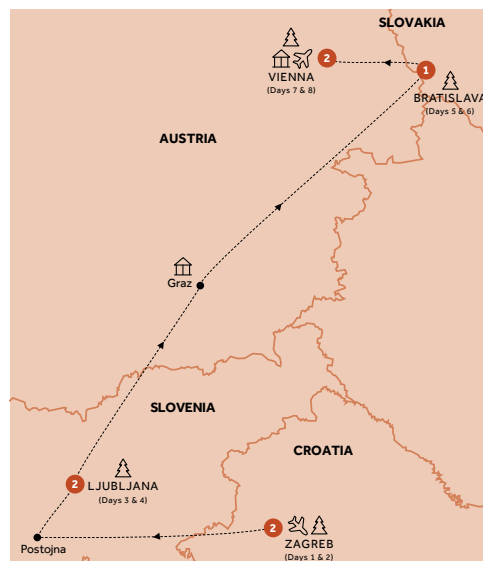 SLOVAKIA
2
VIENNA
(Days 7 & 8)
1
BRATISLAVA
(Days 5 & 6)
AUSTRIA
Graz
SLOVENIA
CROATIA
2
LJUBLJANA
(Days 3 & 4)
2
ZAGREB
(Days 1 & 2)
Postojna